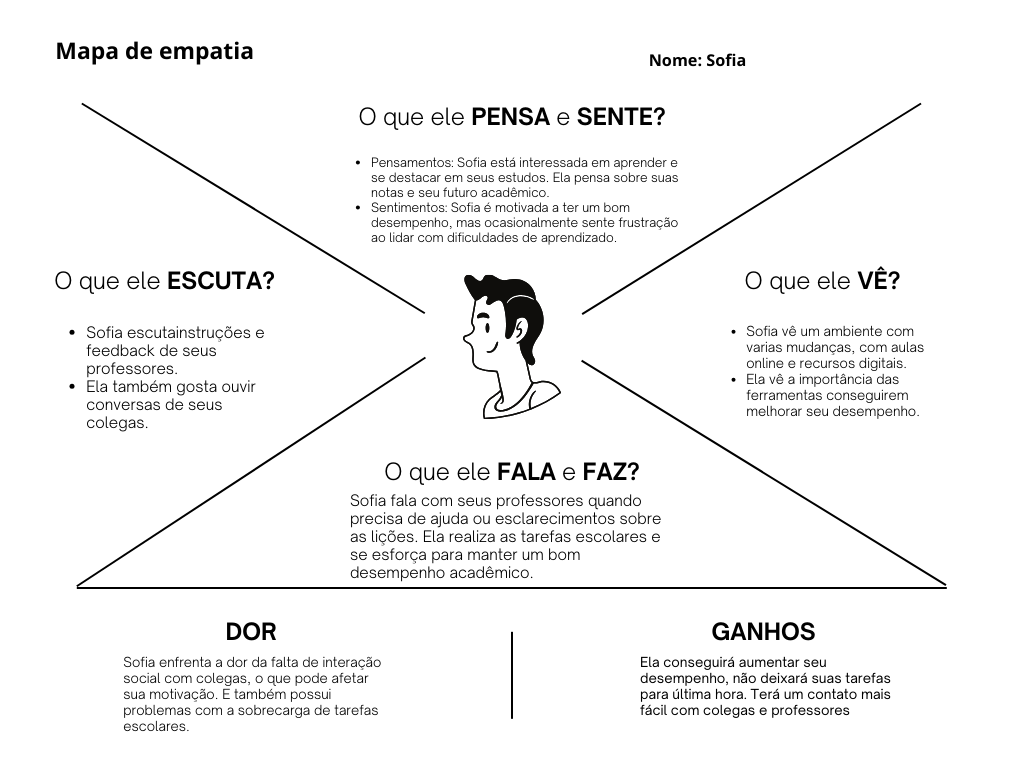 Mapa de empatia
Nome: Sofia
O que ele PENSA e SENTE?
• Pensamentos: Sofia está interessada em aprender e
se destacar em seus estudos. Ela pensa sobre suas
notas e seu futuro acadêmico.
• Sentimentos: Sofia é motivada a ter um bom
desempenho, mas ocasionalmente sente frustração
ao lidar com dificuldades de aprendizado.
O que ele ESCUTA?
• Sofia escutainstruções e
feedback de seus
professores.
• Ela também gosta ouvir
conversas de seus
colegas.
O que ele VÊ?
• Sofia vê um ambiente com
varias mudanças, com aulas
online e recursos digitais.
• Ela vê a importância das
ferramentas conseguirem
melhorar seu desempenho.
O que ele FALA e FAZ?
Sofia fala com seus professores quando
precisa de ajuda ou esclarecimentos sobre
as lições. Ela realiza as tarefas escolares e
se esforça para manter um bom
desempenho acadêmico.
DOR
Sofia enfrenta a dor da falta de interação
social com colegas, o que pode afetar
sua motivação. E também possui
problemas com a sobrecarga de tarefas
escolares.
GANHOS
Ela conseguirá aumentar seu
desempenho, não deixará suas tarefas
para última hora. Terá um contato mais
fácil com colegas e professores